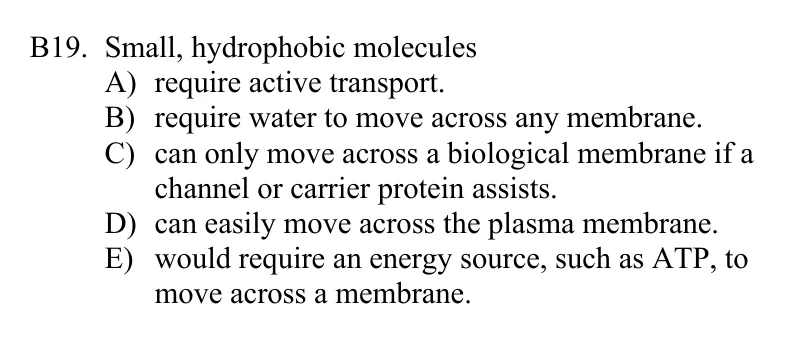 B19. Small, hydrophobic molecules
A) require active transport.
B) require water to move across any membrane.
C) can only move across a biological membrane if a
channel or carrier protein assists.
D) can easily move across the plasma membrane.
E) would require an energy source, such as ATP, to
move across a membrane.